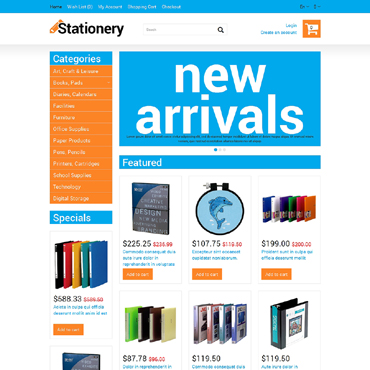 Home Wish List (0) My Account Shopping Cart Checkout
Stationery
Search
Login
Create an account
Categories
Art, Craft & Leisure
Books, Pads
Diaries, Calendars
Facilities
Furniture
Office Supplies
Paper Products
Pens, Pencils
Printers, Cartridges
School Supplies
Technology
Digital Storage
new
arrivals
Featured
$225.25 $235.99
Commodo consequat duis
aute irure dolor in
reprehenderit in voluptate
Add to cart
$107.75 $119.50
Excepteur sint occaecat
cupidatat non
Add to cart
$199.00 $209.00
Deserunt sunt in culpa qui
officia deserunt mollit
Add to cart
Specials
$588.33 $589.50
Anote in culpa qui officia
deserunt mollit anim id est
Add to cart
$87.78 $96.00
Dolor in reprehenderit in
$119.50
Commodo consequat duis
$119.50
Aute irure dolor in